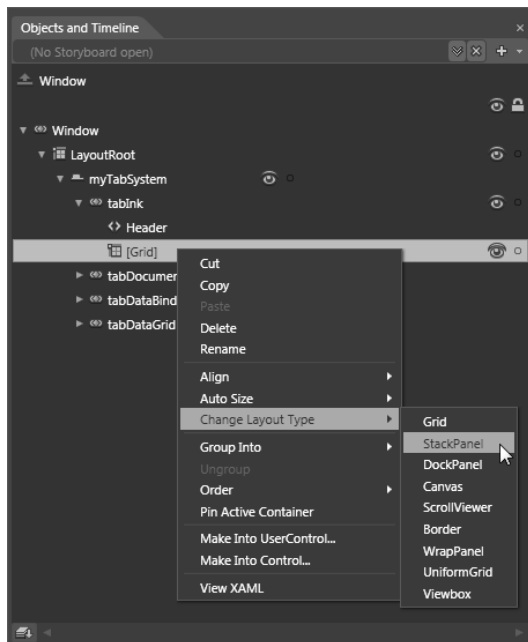 Objects and Timeline
(No Storyboard open)
Window
Window
LayoutRoot
myTabSystem
tabInk
Header
[Grid]
tabDocumen
tabDataBind
tabDataGrid
Cut
Copy
Paste
Delete
Rename
Align
Auto Size
Change Layout Type
Group Into
Ungroup
Order
Pin Active Container
Make Into UserControl...
Make Into Control...
View XAML
Grid
StackPanel
DockPanel
Canvas
ScrollViewer
Border
WrapPanel
UniformGrid
Viewbox